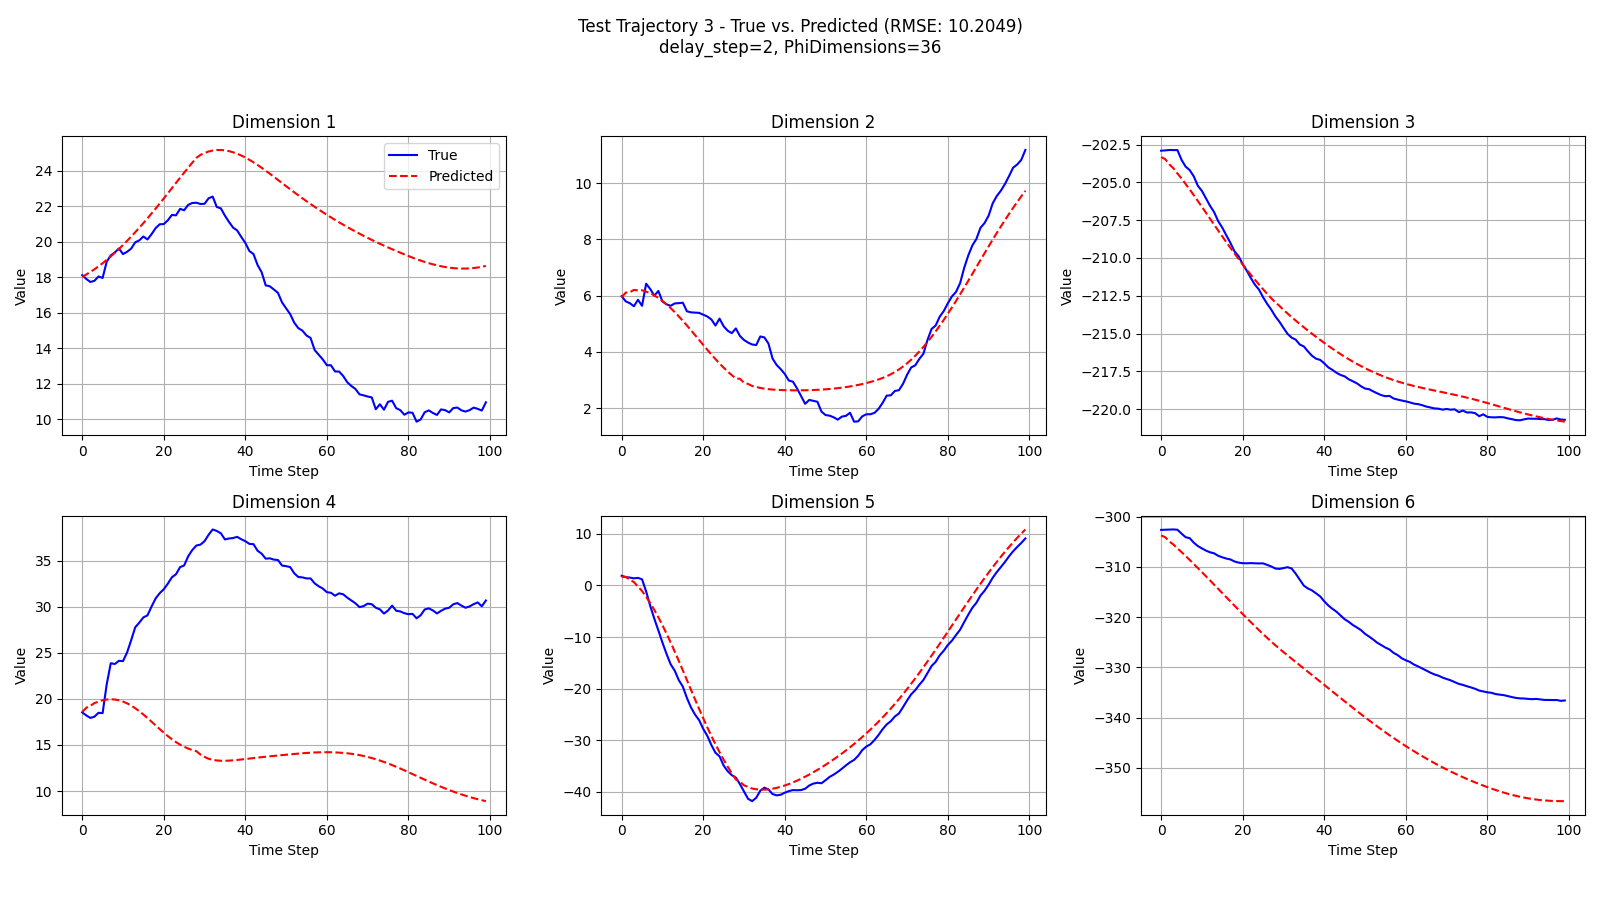 Test Trajectory 3 - True vs. Predicted (RMSE: 10.2049)
delay_step=2, PhiDimensions=36
Dimension 1
24
22
20
18
16
14
12
10
Value
0 20 40 60 80 100
Time Step
True
Predicted
Dimension 2
10
8
6
4
2
Value
0 20 40 60 80 100
Time Step
Dimension 3
−202.5
−205.0
−207.5
−210.0
−212.5
−215.0
−217.5
−220.0
Value
0 20 40 60 80 100
Time Step
Dimension 4
35
30
25
20
15
10
Value
0 20 40 60 80 100
Time Step
Dimension 5
10
0
−10
−20
−30
−40
Value
0 20 40 60 80 100
Time Step
Dimension 6
−300
−310
−320
−330
−340
−350
Value
0 20 40 60 80 100
Time Step